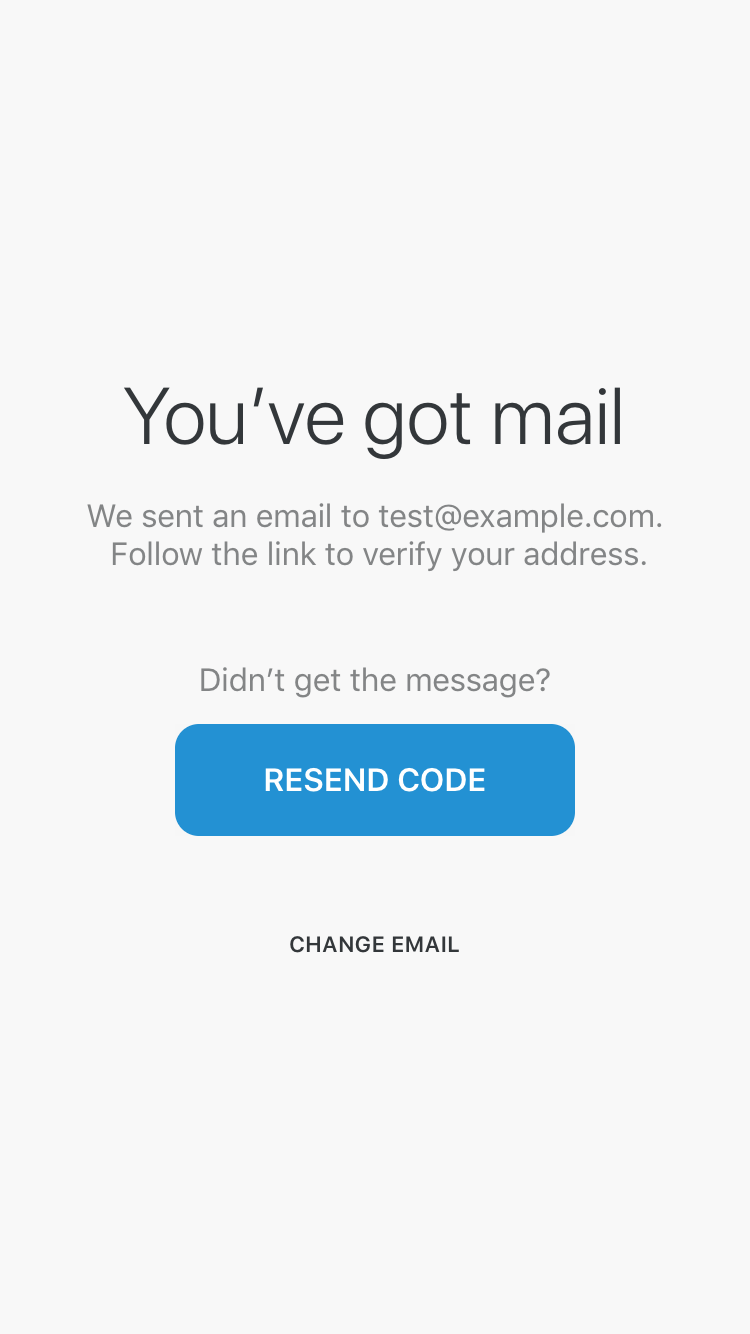 You’ve got mail
We sent an email to test@example.com.
Follow the link to verify your address.
Didn’t get the message?
RESEND CODE
CHANGE EMAIL